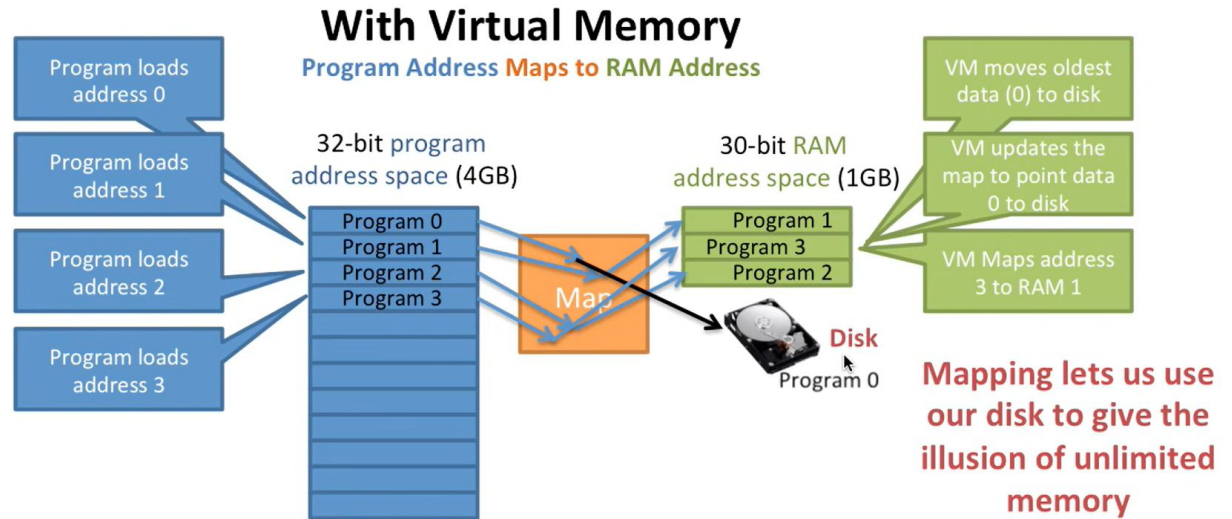 With Virtual Memory
Program Address Maps to RAM Address
Program loads
address 0
Program loads
address 1
Program loads
address 2
Program loads
address 3
32-bit program
address space (4GB)
Program 0
Program 1
Program 2
Program 3
Map
30-bit RAM
address space (1GB)
Program 1
Program 3
Program 2
Disk
Program 0
VM moves oldest
data (0) to disk
VM updates the
map to point data
0 to disk
VM Maps address
3 to RAM 1
Mapping lets us use
our disk to give the
illusion of unlimited
memory